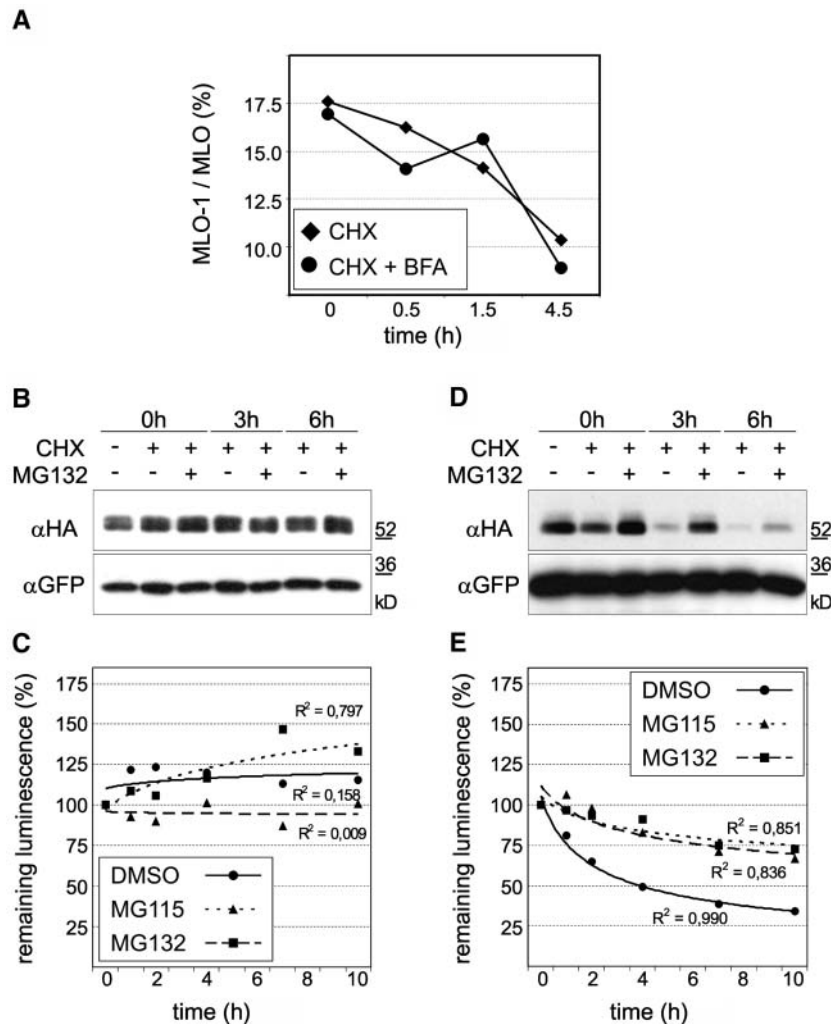 A
MLO-1 / MLO (%)
17.5
15.0
12.5
10.0
CHX
CHX + BFA
0 0.5 1.5 4.5
time (h)
B
0h 3h 6h
CHX - + + + + + +
MG132 - - + - + - +
αHA
52
36
αGFP
kD
C
remaining luminescence (%)
175
150
125
100
75
50
25
R² = 0,797
R² = 0,158
R² = 0,009
DMSO
MG115
MG132
0 2 4 6 8 10
time (h)
D
0h 3h 6h
CHX - + + + + + +
MG132 - - + - + - +
αHA
52
36
αGFP
kD
E
remaining luminescence (%)
175
150
125
100
75
50
25
DMSO
MG115
MG132
R² = 0,851
R² = 0,836
R² = 0,990
0 2 4 6 8 10
time (h)